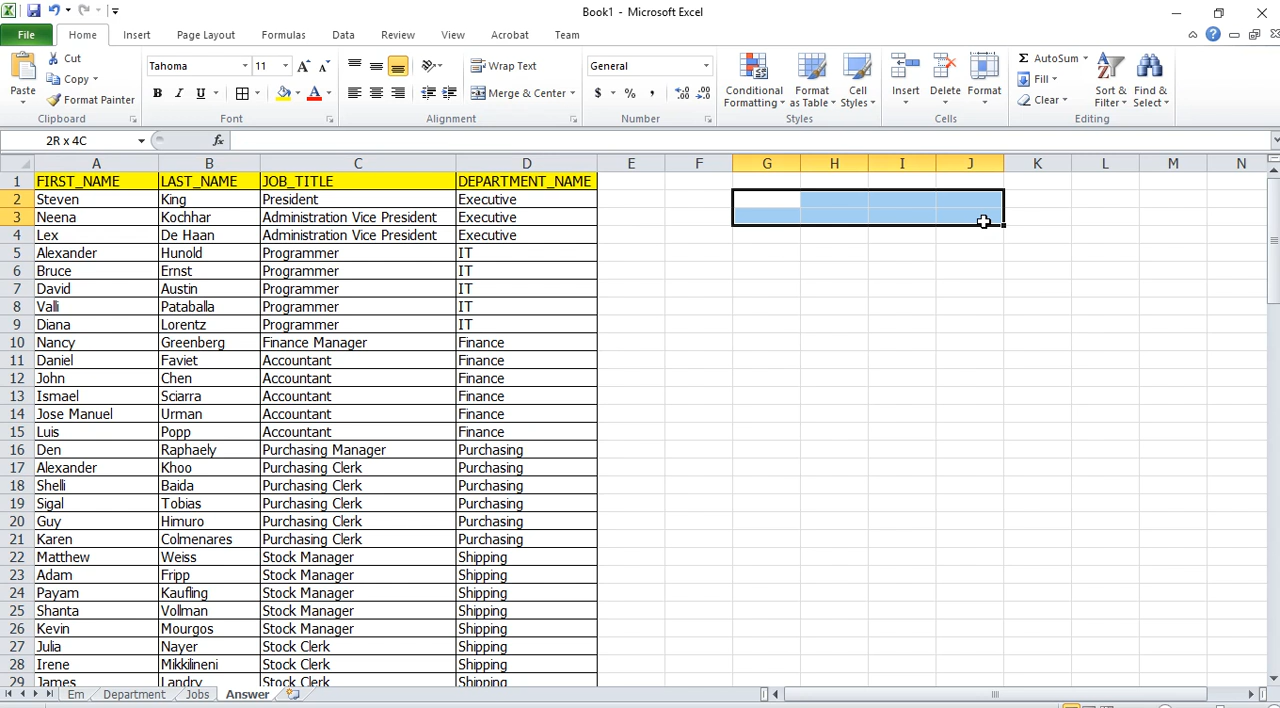 Book1 - Microsoft Excel
File Home Insert Page Layout Formulas Data Review View Acrobat Team
Paste
Cut
Copy
Format Painter
Clipboard
Tahoma 11
B I U A
Font
Wrap Text
Merge & Center
Alignment
General
$ % ,
Number
Conditional Formatting
Format as Table
Cell Styles
Styles
Insert Delete Format
Cells
Σ AutoSum
Fill
Clear
Sort & Filter
Find & Select
Editing
2R x 4C fx
A B C D E F G H I J K L M N
1 FIRST_NAME LAST_NAME JOB_TITLE DEPARTMENT_NAME
2 Steven King President Executive
3 Neena Kochhar Administration Vice President Executive
4 Lex De Haan Administration Vice President Executive
5 Alexander Hunold Programmer IT
6 Bruce Ernst Programmer IT
7 David Austin Programmer IT
8 Valli Pataballa Programmer IT
9 Diana Lorentz Programmer IT
10 Nancy Greenberg Finance Manager Finance
11 Daniel Faviet Accountant Finance
12 John Chen Accountant Finance
13 Ismael Sciarra Accountant Finance
14 Jose Manuel Urman Accountant Finance
15 Luis Popp Accountant Finance
16 Den Raphaely Purchasing Manager Purchasing
17 Alexander Khoo Purchasing Clerk Purchasing
18 Shelli Baida Purchasing Clerk Purchasing
19 Sigal Tobias Purchasing Clerk Purchasing
20 Guy Himuro Purchasing Clerk Purchasing
21 Karen Colmenares Purchasing Clerk Purchasing
22 Matthew Weiss Stock Manager Shipping
23 Adam Fripp Stock Manager Shipping
24 Payam Kaufling Stock Manager Shipping
25 Shanta Vollman Stock Manager Shipping
26 Kevin Mourgos Stock Manager Shipping
27 Julia Nayer Stock Clerk Shipping
28 Irene Mikkilineni Stock Clerk Shipping
29 James Landry Stock Clerk Shipping
Em Department Jobs Answer